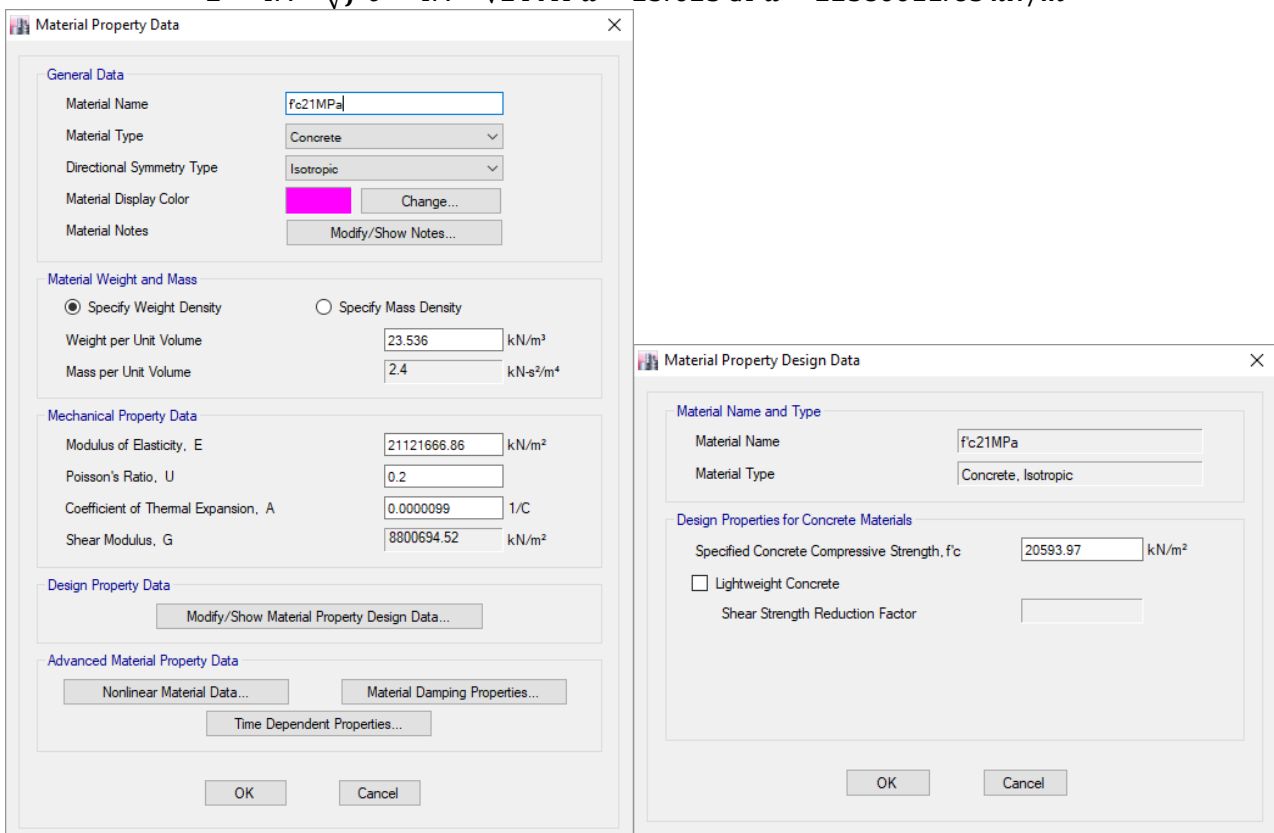 Material Property Data
General Data
Material Name f'c21MPa
Material Type Concrete
Directional Symmetry Type Isotropic
Material Display Color Change...
Material Notes Modify/Show Notes...
Material Weight and Mass
Specify Weight Density Specify Mass Density
Weight per Unit Volume 23.536 kN/m³
Mass per Unit Volume 2.4 kN-s²/m⁴
Mechanical Property Data
Modulus of Elasticity, E 21121666.86 kN/m²
Poisson's Ratio, U 0.2
Coefficient of Thermal Expansion, A 0.0000099 1/C
Shear Modulus, G 8800694.52 kN/m²
Design Property Data
Modify/Show Material Property Design Data...
Advanced Material Property Data
Nonlinear Material Data... Material Damping Properties...
Time Dependent Properties...
OK Cancel
Material Property Design Data
Material Name and Type
Material Name f'c21MPa
Material Type Concrete, Isotropic
Design Properties for Concrete Materials
Specified Concrete Compressive Strength, f'c 20593.97 kN/m²
Lightweight Concrete
Shear Strength Reduction Factor
OK Cancel